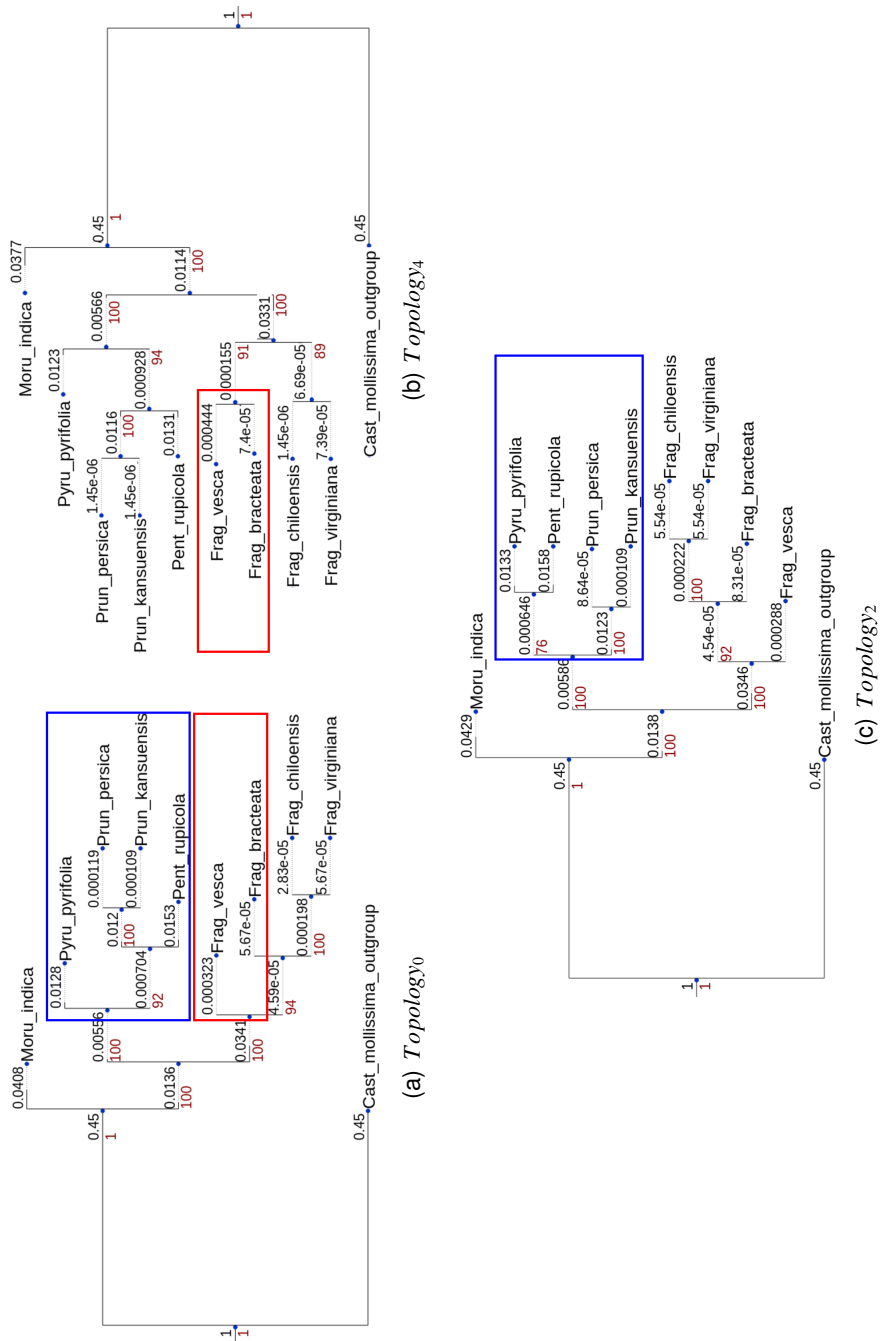 0.0408
Moru_indica
0.0128
Pyru_pyrifolia
0.000119
Prun_persica
0.012
100
0.000109
Prun_kansuensis
0.000704
92
0.0153
Pent_rupicola
0.00556
100
0.45
1
0.0136
100
0.000323
Frag_vesca
5.67e-05
Frag_bracteata
0.0341
100
4.59e-05
94
2.83e-05
Frag_chiloensis
0.000198
100
5.67e-05
Frag_virginiana
1
1
0.45
Cast_mollissima_outgroup
(a) Topology0
0.0377
Moru_indica
0.0123
Pyru_pyrifolia
1.45e-06
Prun_persica
0.0116
100
1.45e-06
Prun_kansuensis
0.000928
94
0.0131
Pent_rupicola
0.00566
100
0.45
1
0.0114
100
0.000444
Frag_vesca
0.000155
91
7.4e-05
Frag_bracteata
0.0331
100
1.45e-06
Frag_chiloensis
6.69e-05
89
7.39e-05
Frag_virginiana
1
1
0.45
Cast_mollissima_outgroup
(b) Topology4
0.0429
Moru_indica
0.0133
Pyru_pyrifolia
0.000646
76
0.0158
Pent_rupicola
0.00586
100
8.64e-05
Prun_persica
0.0123
100
0.000109
Prun_kansuensis
0.45
1
0.0138
100
5.54e-05
Frag_chiloensis
0.000222
100
5.54e-05
Frag_virginiana
4.54e-05
92
8.31e-05
Frag_bracteata
0.0346
100
0.000288
Frag_vesca
1
1
0.45
Cast_mollissima_outgroup
(c) Topology2